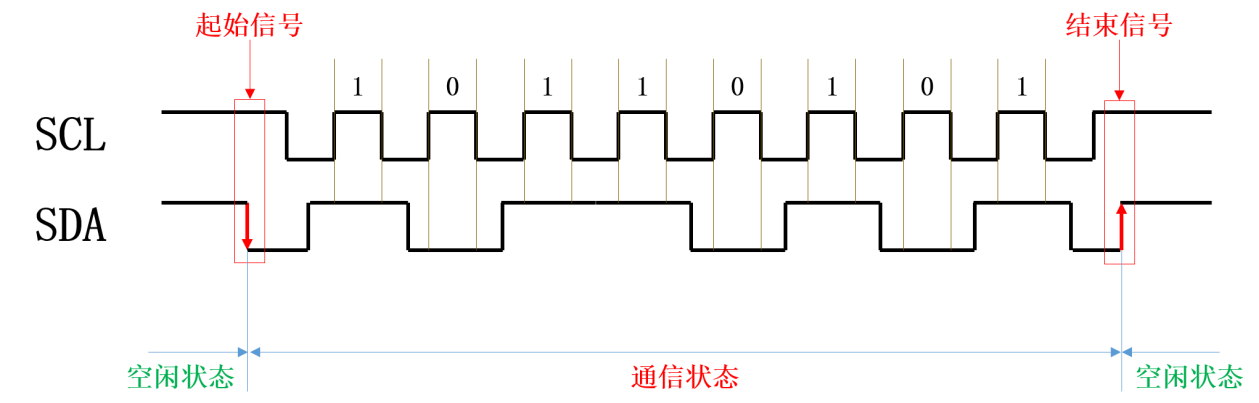 起始信号 结束信号
1 0 1 1 0 1 0 1
SCL
SDA
空闲状态 通信状态 空闲状态